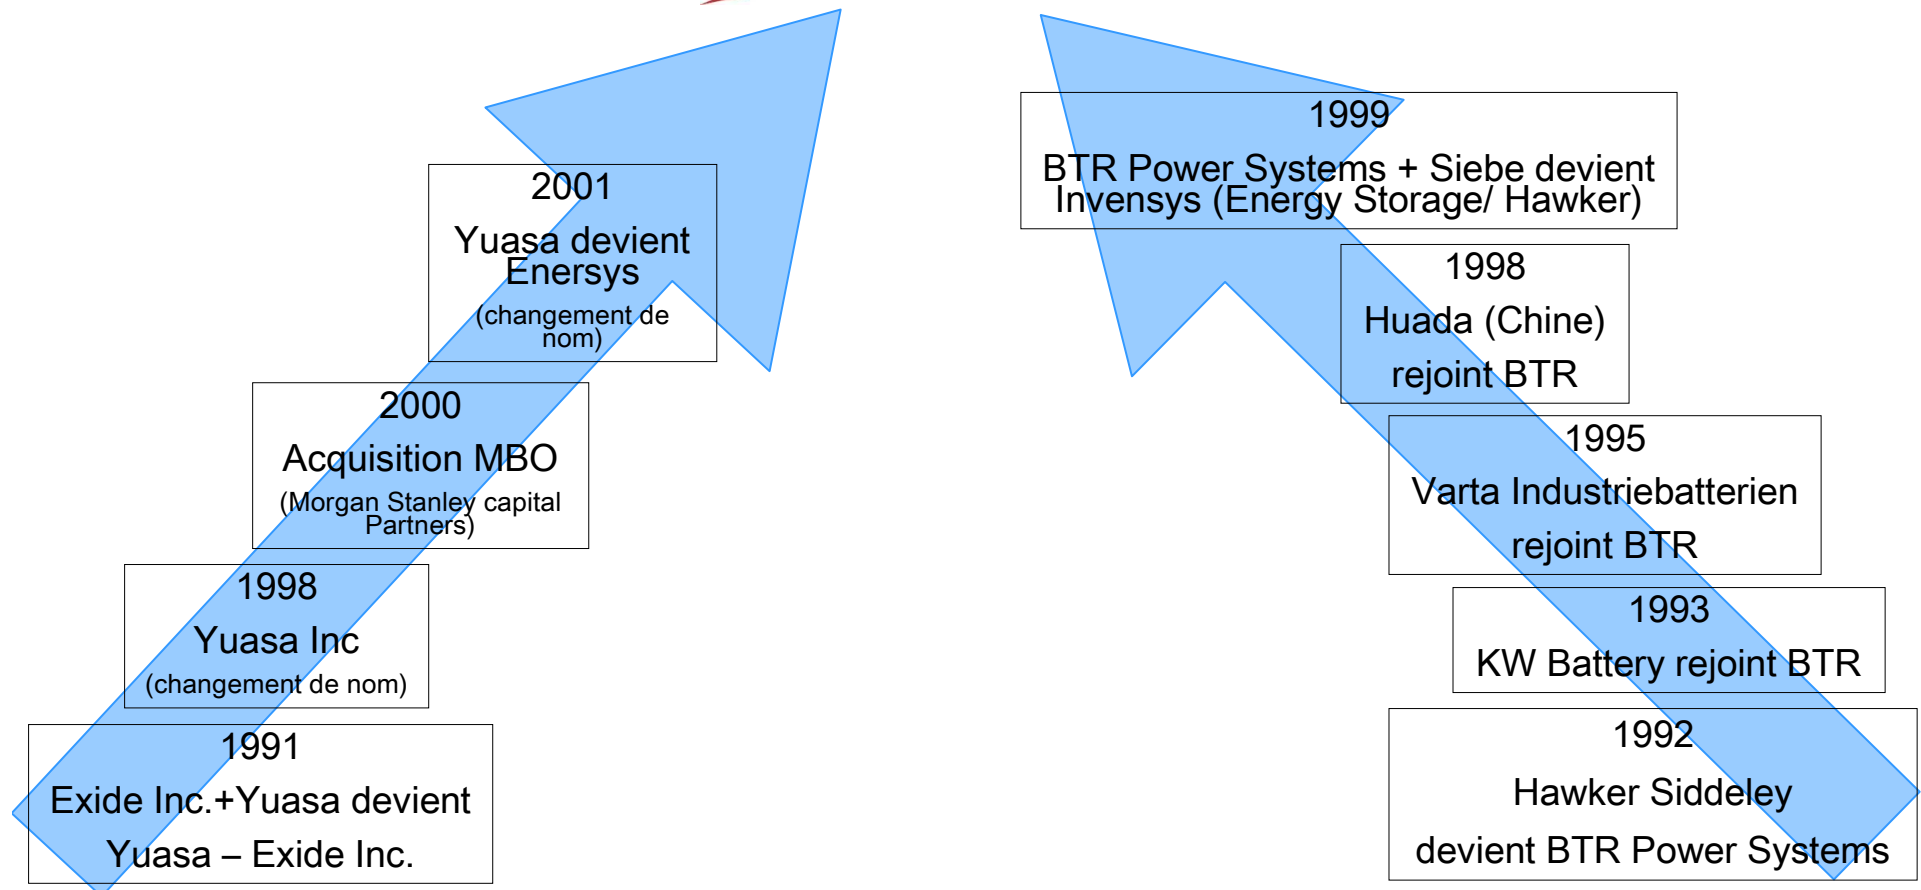 2001
Yuasa devient
Enersys
(changement de
nom)
2000
Acquisition MBO
(Morgan Stanley capital
Partners)
1998
Yuasa Inc
(changement de nom)
1991
Exide Inc.+Yuasa devient
Yuasa – Exide Inc.
1999
BTR Power Systems + Siebe devient
Invensys (Energy Storage/ Hawker)
1998
Huada (Chine)
rejoint BTR
1995
Varta Industriebatterien
rejoint BTR
1993
KW Battery rejoint BTR
1992
Hawker Siddeley
devient BTR Power Systems